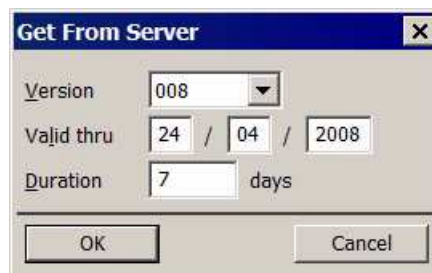 Get From Server
Version 008
Valid thru 24 / 04 / 2008
Duration 7 days
OK Cancel